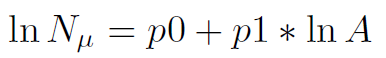 ln N_μ = p0 + p1 * ln A